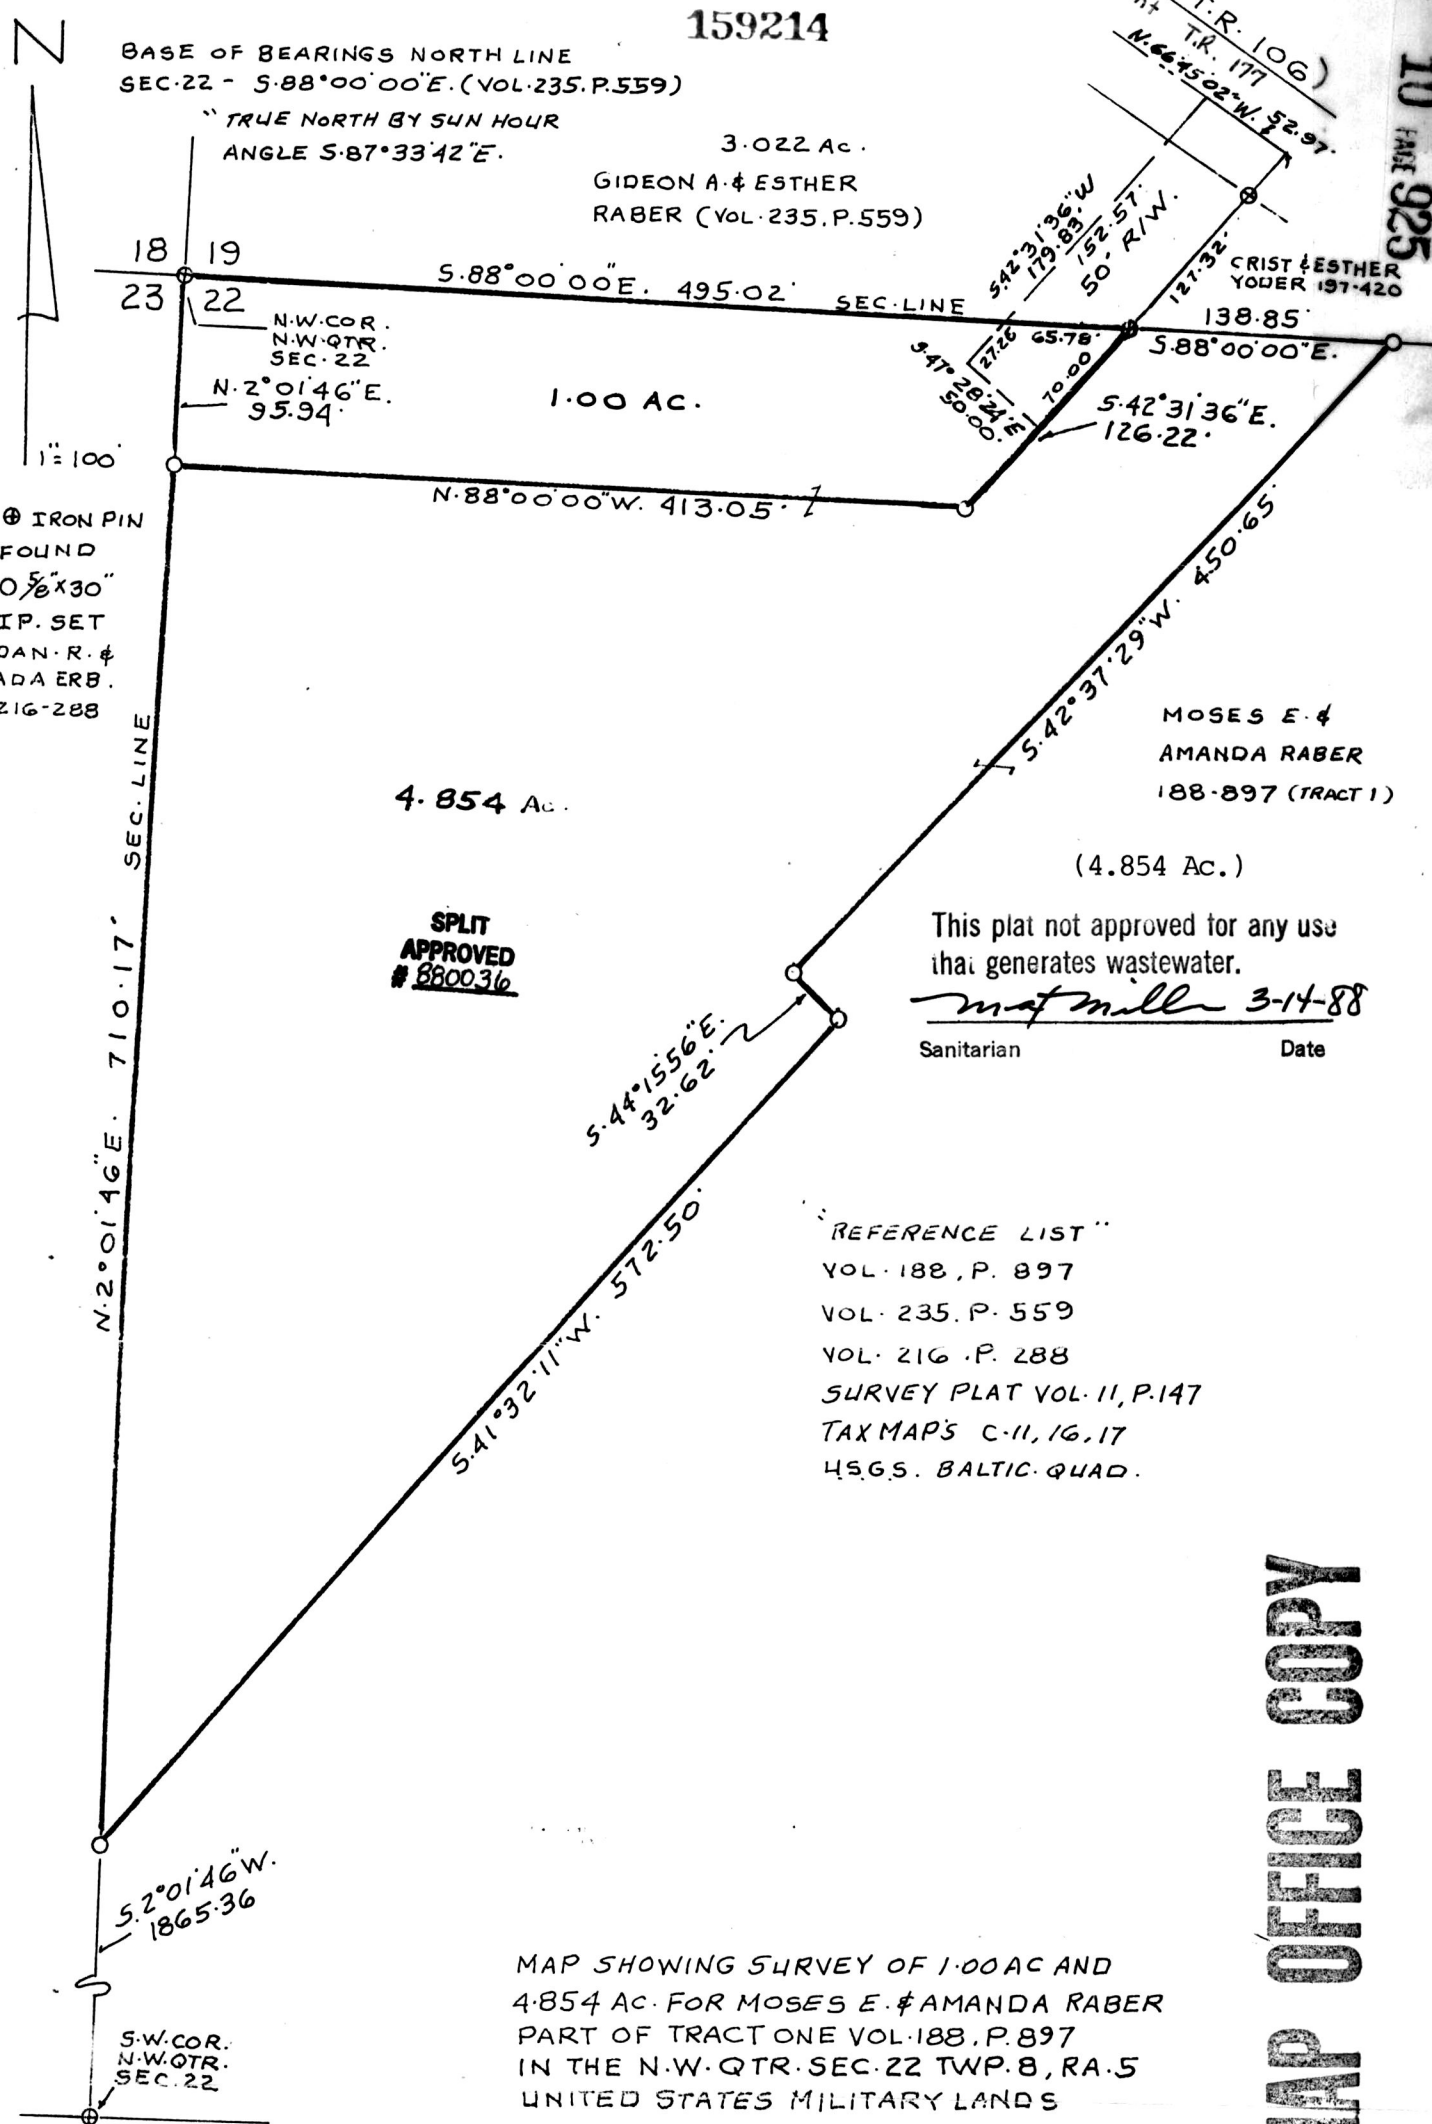 159214
N
BASE OF BEARINGS NORTH LINE
SEC.22 - S.88°00'00"E. (VOL.235.P.559)
"TRUE NORTH BY SUN HOUR
ANGLE S.87°33'42"E.
3.022 Ac.
GIDEON A. & ESTHER
RABER (VOL.235.P.559)
T.R. 106)
T.R. 177
N.66°45'02"W. 52.97'
10 PAGE 925
S.42°31'36"W
179.83'
152.57'
50' R/W.
127.32'
CRIST & ESTHER
YODER 197-420
138.85'
S.88°00'00"E.
18 19
23 22
S.88°00'00"E. 495.02' SEC. LINE
N.W. COR.
N.W. QTR.
SEC. 22
N.2°01'46"E.
95.94'
1.00 AC.
27.26
65.78'
70.00
S.47°28'24"E
50.00'
S.42°31'36"E.
126.22'
1"=100'
N.88°00'00"W. 413.05'
⊕ IRON PIN
FOUND
O 5/8"x30"
IP. SET
DAN. R. &
ADA ERB.
216-288
N.2°01'46"E. 710.17' SEC. LINE
S.42°37'29"W. 450.65'
MOSES E. &
AMANDA RABER
188-897 (TRACT 1)
4.854 Ac.
(4.854 Ac.)
SPLIT
APPROVED
# 880036
This plat not approved for any use
that generates wastewater.
mat miller 3-14-88
Sanitarian Date
S.44°15'56"E.
32.62'
S.41°32'11"W. 572.50'
"REFERENCE LIST"
VOL. 188, P. 897
VOL. 235. P. 559
VOL. 216 .P. 288
SURVEY PLAT VOL. 11, P.147
TAX MAP'S C-11, 16, 17
U.S.G.S. BALTIC. QUAD.
S.2°01'46"W.
1865.36
S.W. COR.
N.W. QTR.
SEC. 22
MAP SHOWING SURVEY OF 1.00 AC AND
4.854 AC. FOR MOSES E. & AMANDA RABER
PART OF TRACT ONE VOL.188. P.897
IN THE N.W. QTR. SEC. 22 TWP. 8, RA. 5
UNITED STATES MILITARY LANDS
MAP OFFICE COPY